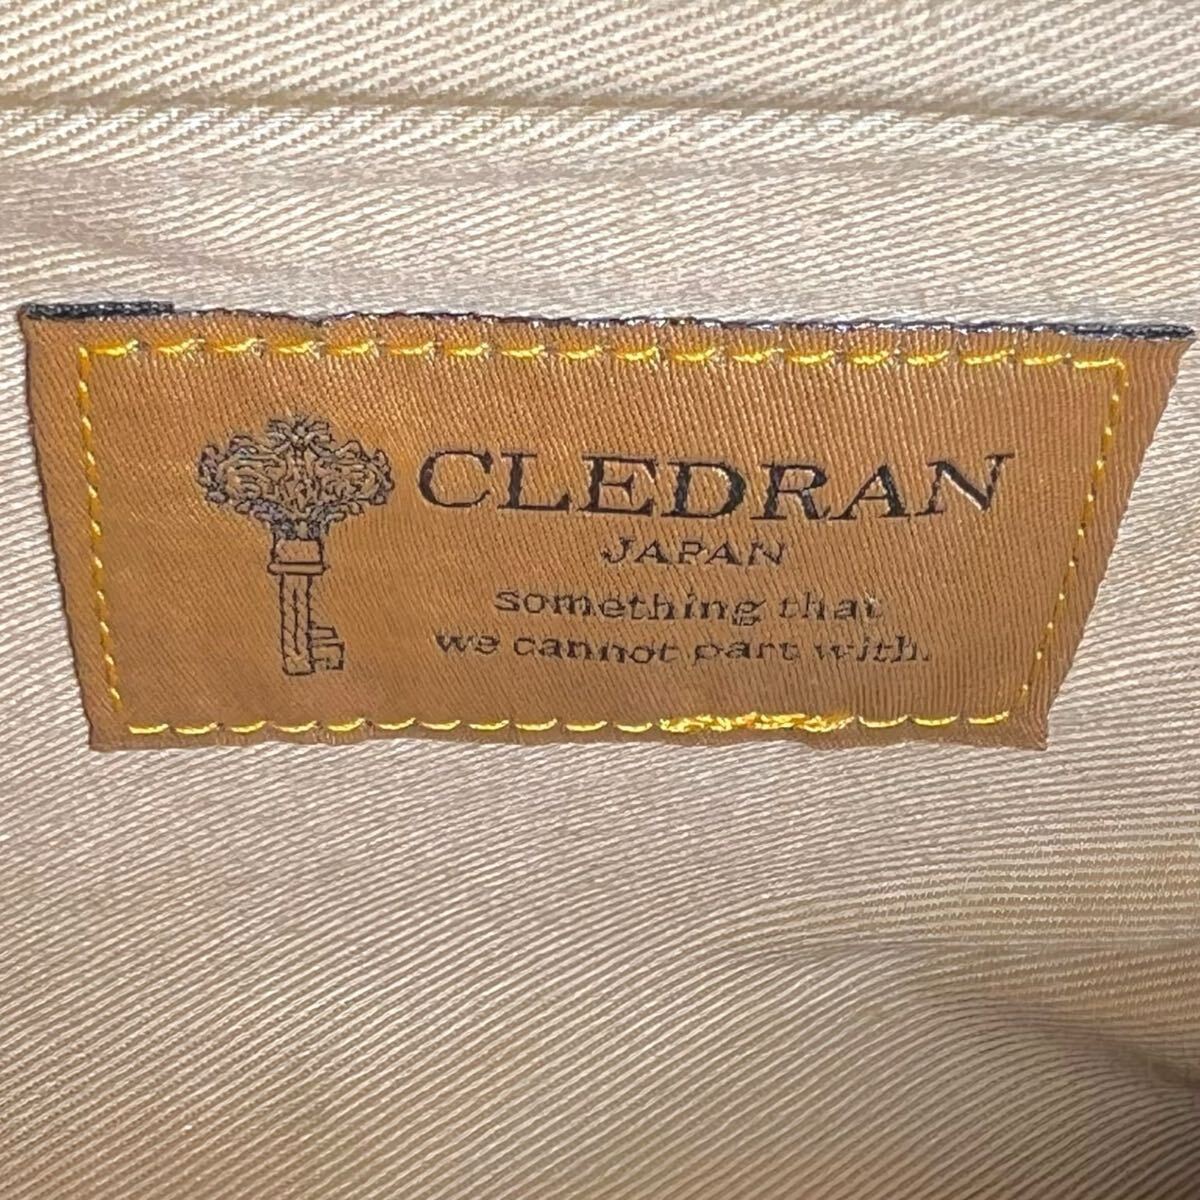 CLEDRAN
JAPAN
something that
we cannot part with.